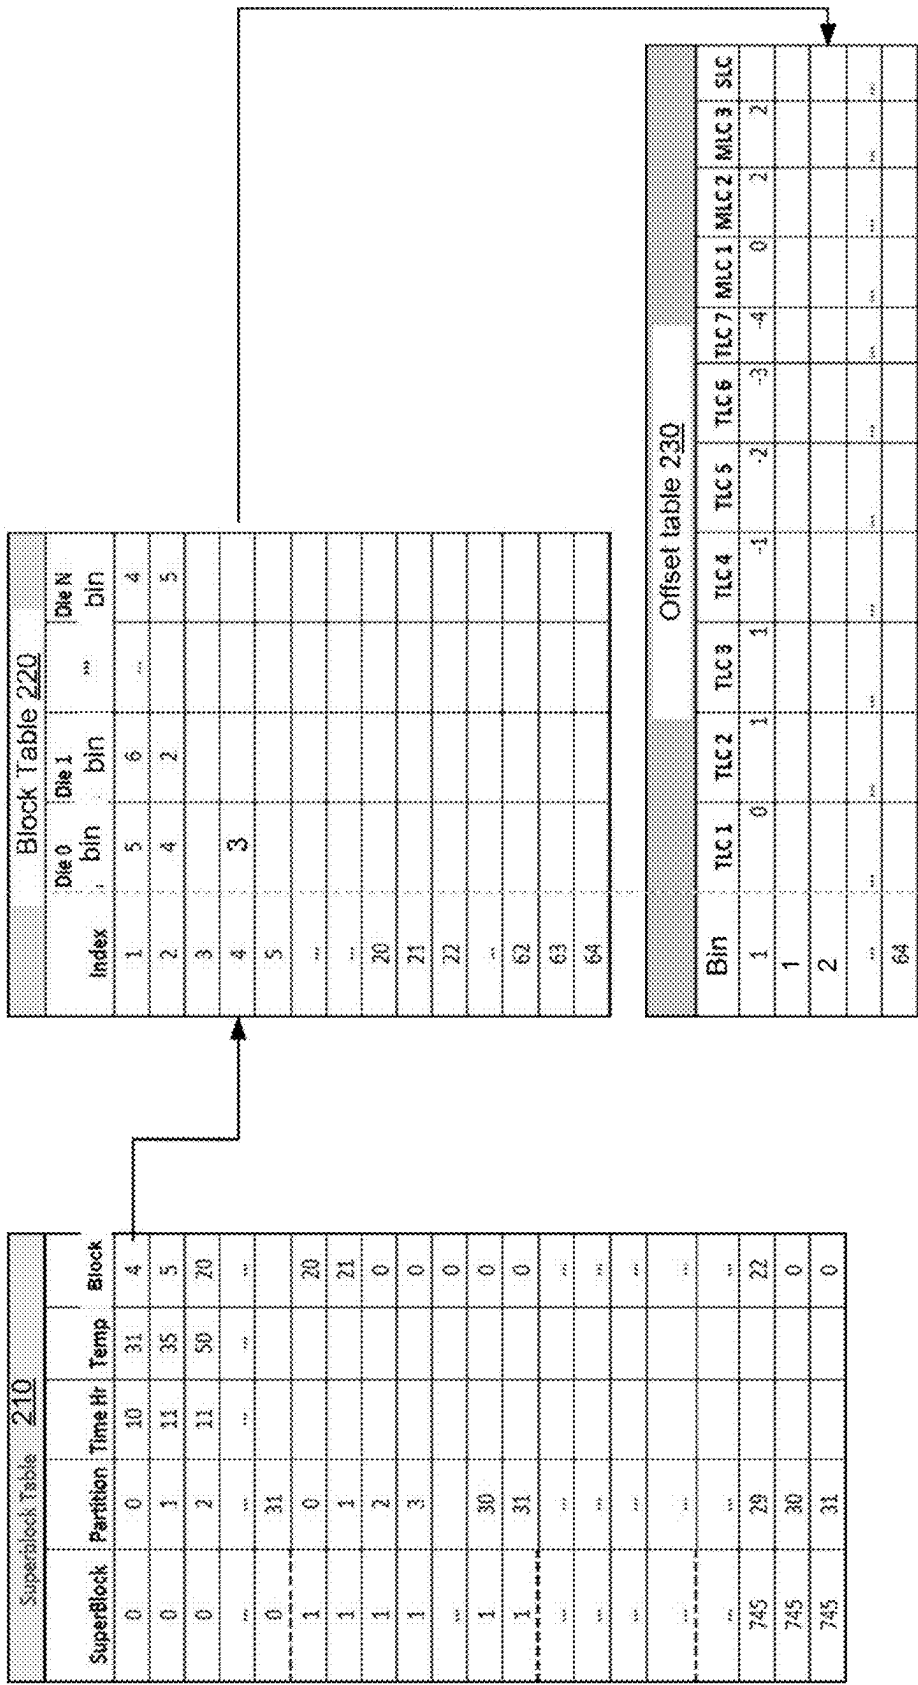 Superblock Table 210
SuperBlock Partition Time Hr Temp Block
0 0 10 31 4
0 1 11 35 5
0 2 11 50 20
... ... ... ... ...
0 31
1 0 20
1 1 21
1 2 0
1 3 0
... 0
1 30 0
1 31 0
... ... ...
... ... ...
... ... ...
... ... ...
... ... ...
745 29 22
745 30 0
745 31 0
Block Table 220
Die 0 Die 1 Die N
Index bin bin ... bin
1 5 6 ... 4
2 4 2 5
3
4 3
5
...
...
20
21
22
...
62
63
64
Offset table 230
Bin TLC 1 TLC 2 TLC 3 TLC 4 TLC 5 TLC 6 TLC 7 MLC 1 MLC 2 MLC 3 SLC
1 0 1 1 -1 -2 -3 -4 0 2 2
1
2
... ... ... ... ... ... ... ... ... ... ... ...
64